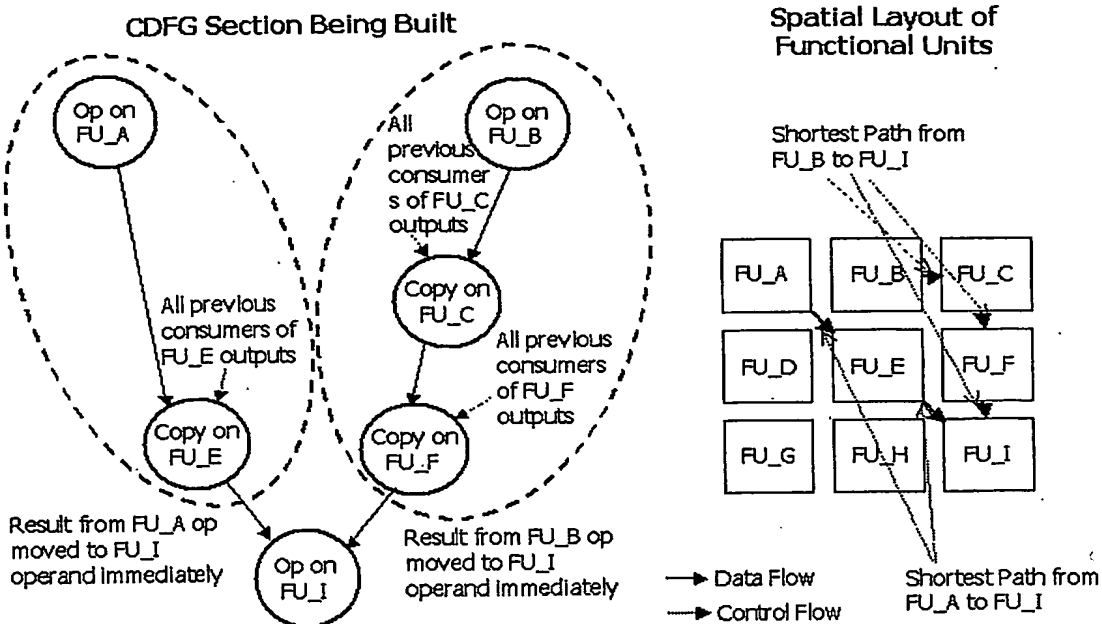 CDFG Section Being Built
Op on
FU_A
All
previous
consumer
s of FU_C
outputs
Op on
FU_B
Copy on
FU_C
All previous
consumers of
FU_E outputs
All previous
consumers
of FU_F
outputs
Copy on
FU_E
Copy on
FU_F
Result from FU_A op
moved to FU_I
operand immediately
Op on
FU_I
Result from FU_B op
moved to FU_I
operand immediately
Spatial Layout of
Functional Units
Shortest Path from
FU_B to FU_I
FU_A
FU_B
FU_C
FU_D
FU_E
FU_F
FU_G
FU_H
FU_I
Data Flow
Control Flow
Shortest Path from
FU_A to FU_I